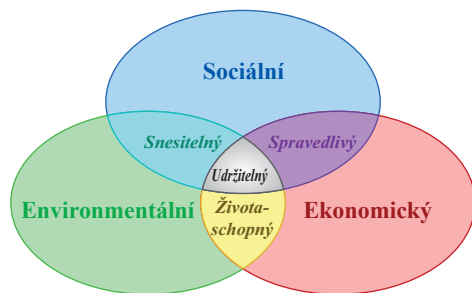 Sociální
Snesitelný
Spravedlivý
Udržitelný
Environmentální
Života-
schopný
Ekonomický